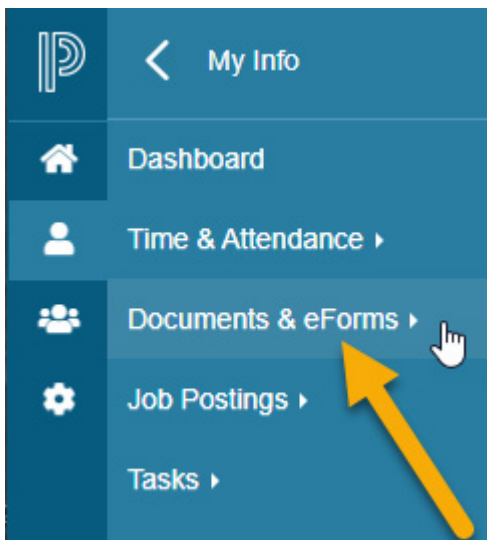 My Info
Dashboard
Time & Attendance
Documents & eForms
Job Postings
Tasks